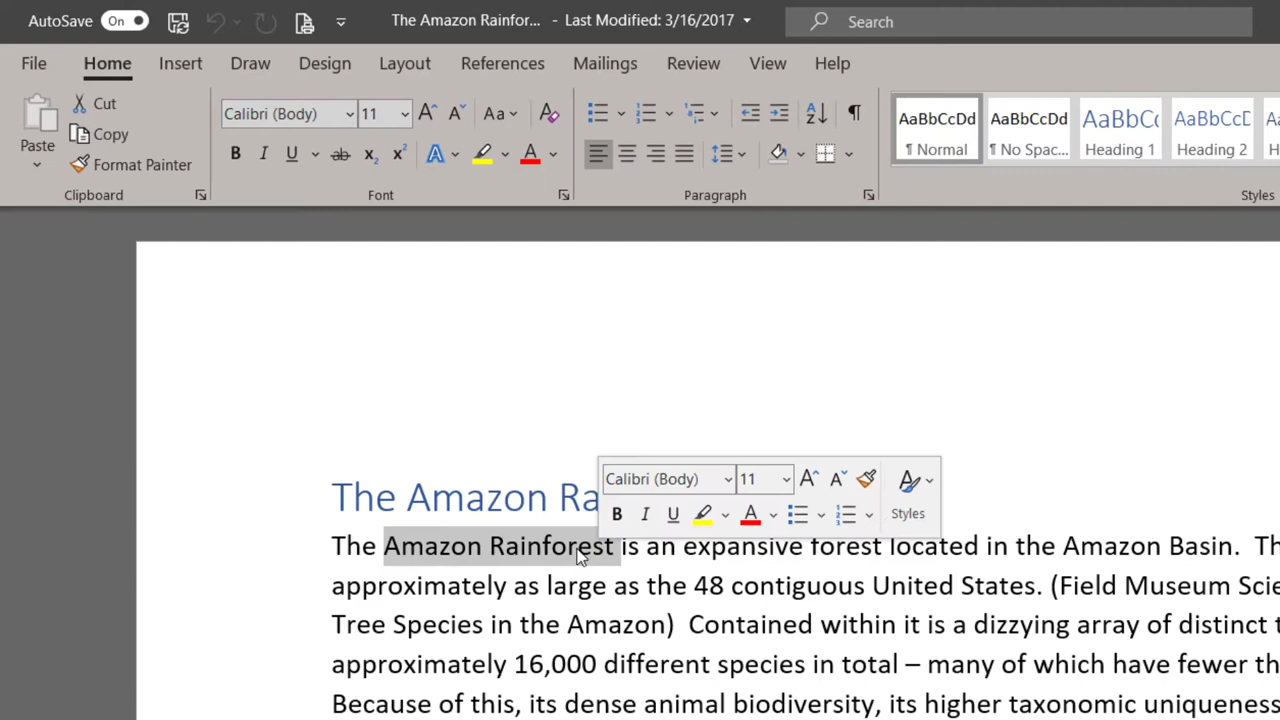 AutoSave On The Amazon Rainfor... - Last Modified: 3/16/2017 Search
File Home Insert Draw Design Layout References Mailings Review View Help
Paste Cut Copy Format Painter
Clipboard
Calibri (Body) 11 Aa
B I U ab x₂ x² A A
Font
Paragraph
AaBbCcDd ¶ Normal
AaBbCcDd ¶ No Spac...
AaBbCc Heading 1
AaBbCcD Heading 2
Styles
Calibri (Body) 11
B I U A Styles
The Amazon Ra
The Amazon Rainforest is an expansive forest located in the Amazon Basin. Th
approximately as large as the 48 contiguous United States. (Field Museum Scie
Tree Species in the Amazon) Contained within it is a dizzying array of distinct t
approximately 16,000 different species in total – many of which have fewer th
Because of this, its dense animal biodiversity, its higher taxonomic uniqueness